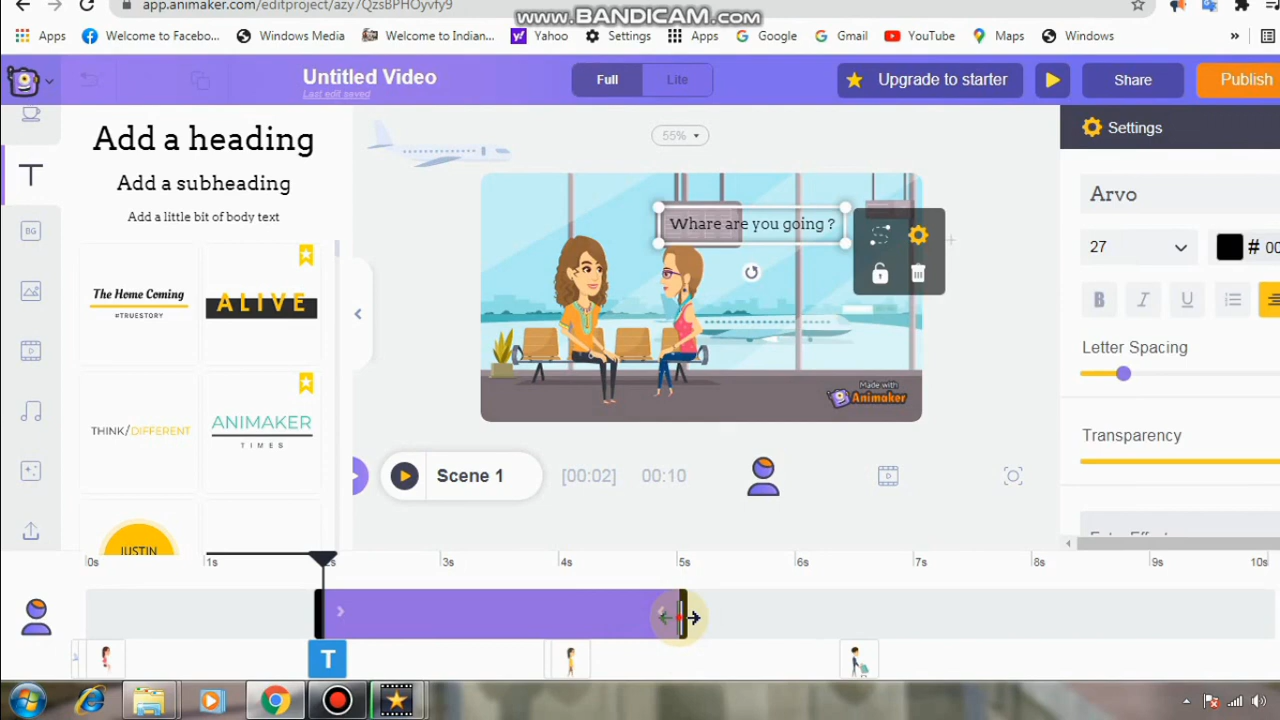 www.BANDICAM.com
app.animaker.com/editproject/azy7QzsBPHOyvfy9
Apps
Welcome to Facebo...
Windows Media
Welcome to Indian...
Yahoo
Settings
Apps
Google
Gmail
YouTube
Maps
Windows
»
Untitled Video
Last edit saved
Full
Lite
Upgrade to starter
Share
Publish
Add a heading
Add a subheading
Add a little bit of body text
The Home Coming
#TRUESTORY
ALIVE
THINK/DIFFERENT
ANIMAKER
TIMES
JUSTIN
BG
T
55%
Whare are you going ?
Made with
Animaker
Settings
Arvo
27
# 00
B I U
Letter Spacing
Transparency
Scene 1
[00:02]
00:10
0s 1s 2s 3s 4s 5s 6s 7s 8s 9s 10s
T